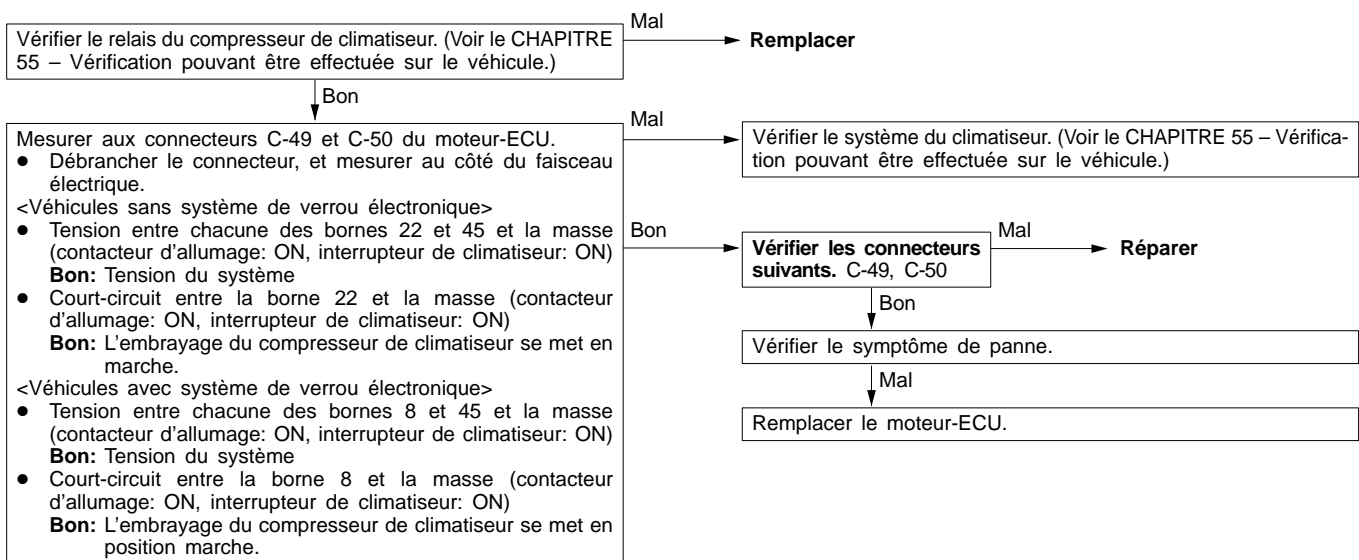 Vérifier le relais du compresseur de climatiseur. (Voir le CHAPITRE
55 – Vérification pouvant être effectuée sur le véhicule.)
Mal
Remplacer
Bon
Mesurer aux connecteurs C-49 et C-50 du moteur-ECU.
● Débrancher le connecteur, et mesurer au côté du faisceau
électrique.
<Véhicules sans système de verrou électronique>
● Tension entre chacune des bornes 22 et 45 et la masse
(contacteur d'allumage: ON, interrupteur de climatiseur: ON)
Bon: Tension du système
● Court-circuit entre la borne 22 et la masse (contacteur
d'allumage: ON, interrupteur de climatiseur: ON)
Bon: L'embrayage du compresseur de climatiseur se met en
marche.
<Véhicules avec système de verrou électronique>
● Tension entre chacune des bornes 8 et 45 et la masse
(contacteur d'allumage: ON, interrupteur de climatiseur: ON)
Bon: Tension du système
● Court-circuit entre la borne 8 et la masse (contacteur
d'allumage: ON, interrupteur de climatiseur: ON)
Bon: L'embrayage du compresseur de climatiseur se met en
position marche.
Mal
Vérifier le système du climatiseur. (Voir le CHAPITRE 55 – Vérifica-
tion pouvant être effectuée sur le véhicule.)
Bon
Vérifier les connecteurs
suivants. C-49, C-50
Mal
Réparer
Bon
Vérifier le symptôme de panne.
Mal
Remplacer le moteur-ECU.